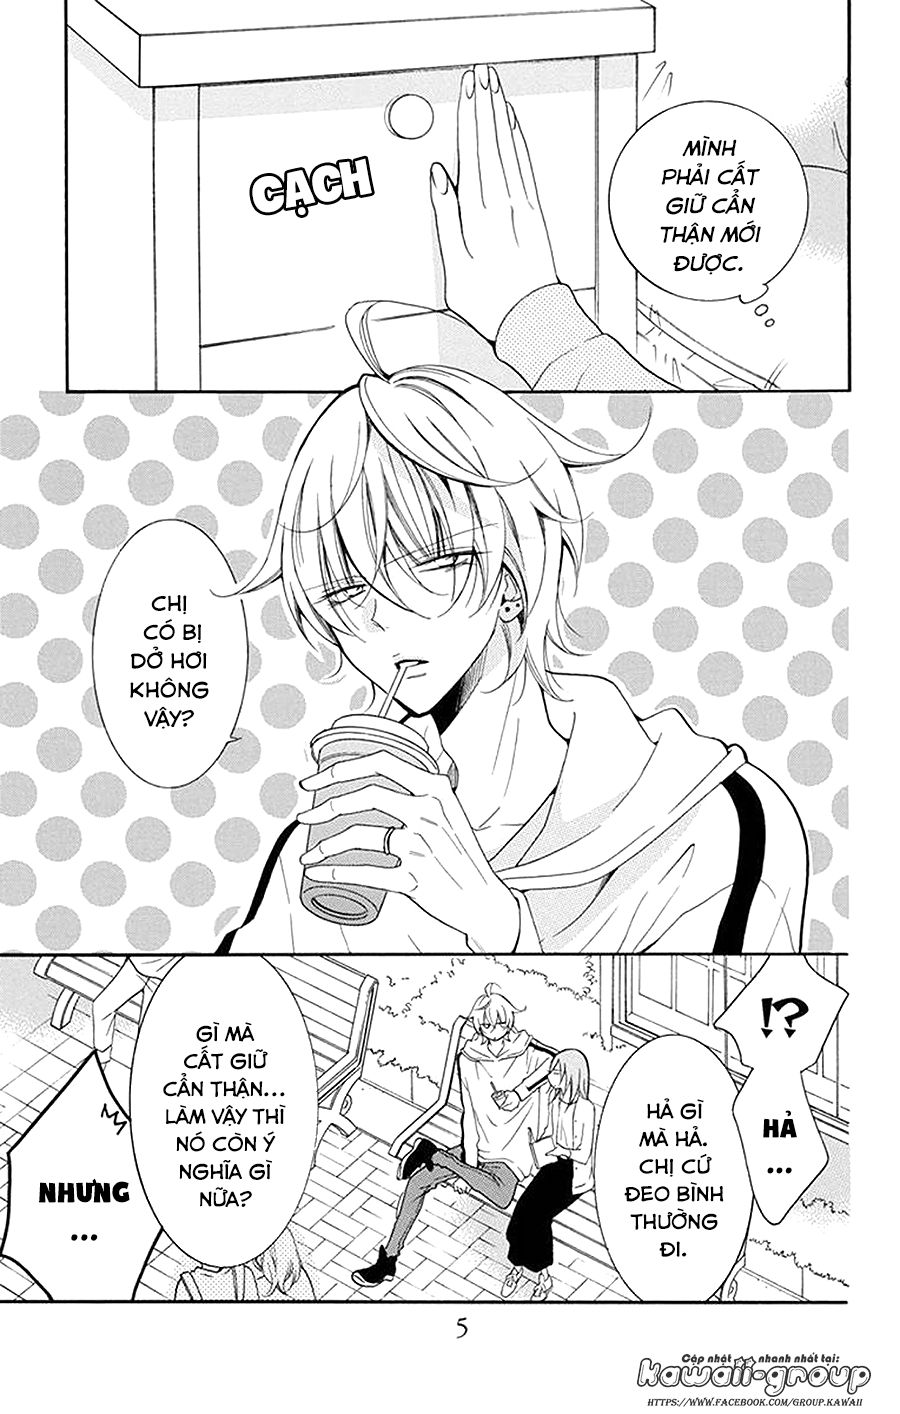 MÌNH
PHẢI CẤT
GIỮ CẨN
THẬN MỚI
ĐƯỢC.
CẠCH
CHỊ
CÓ BỊ
DỞ HƠI
KHÔNG
VẬY?
!?
HẢ
...
HẢ GÌ
MÀ HẢ.
CHỊ CỨ
ĐEO BÌNH
THƯỜNG
ĐI.
GÌ MÀ
CẤT GIỮ
CẨN THẬN...
LÀM VẬY THÌ
NÓ CÒN Ý
NGHĨA GÌ
NỮA?
NHƯNG
...
5
Cập nhật nhanh nhất tại:
kawaii-group
HTTPS://WWW.FACEBOOK.COM/GROUP.KAWAII